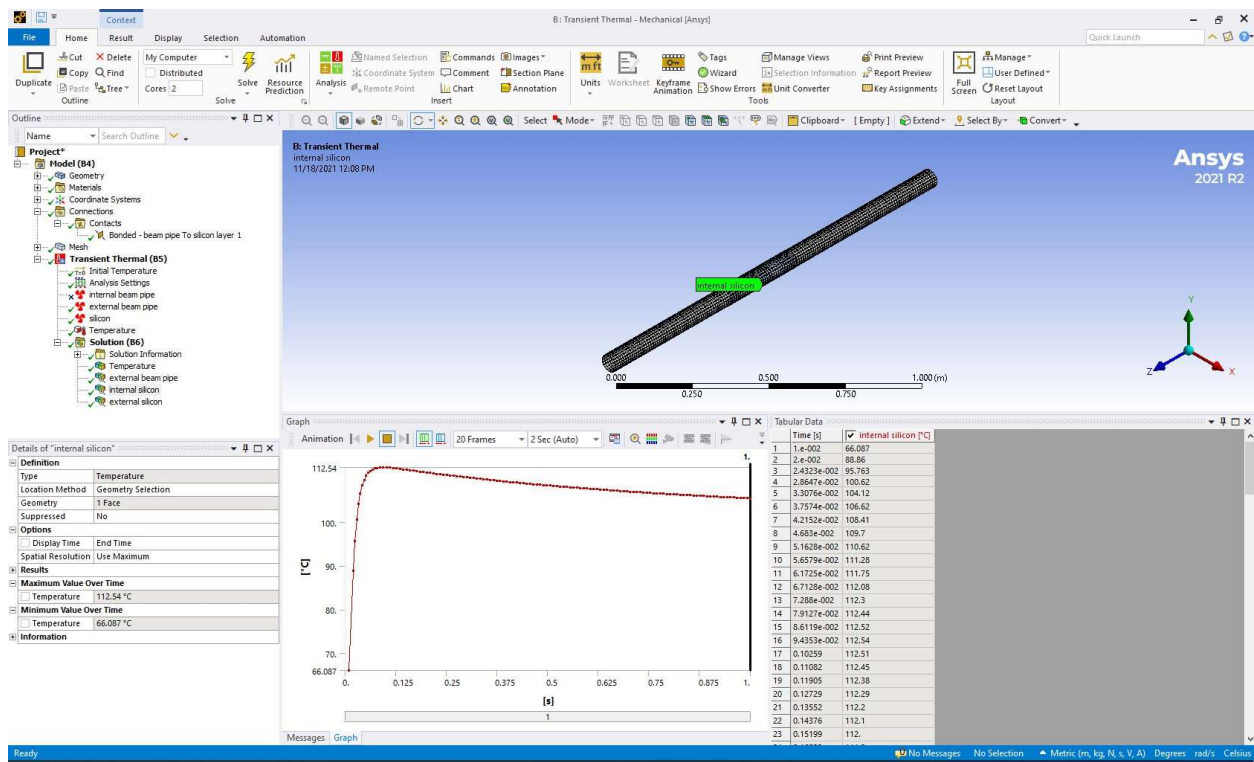 Context
B : Transient Thermal - Mechanical [Ansys]
File Home Result Display Selection Automation
Quick Launch
Duplicate
Cut
Copy
Paste
Delete
Find
Tree
Outline
My Computer
Distributed
Cores 2
Solve
Solve
Resource Prediction
Analysis
Named Selection
Coordinate System
Remote Point
Commands
Comment
Chart
Images
Section Plane
Annotation
Insert
Units
Worksheet
Keyframe Animation
Tags
Wizard
Show Errors
Manage Views
Selection Information
Unit Converter
Print Preview
Report Preview
Key Assignments
Tools
Full Screen
Manage
User Defined
Reset Layout
Layout
Outline
Name Search Outline
Select Mode Clipboard [ Empty ] Extend Select By Convert
Project*
Model (B4)
Geometry
Materials
Coordinate Systems
Connections
Contacts
Bonded - beam pipe To silicon layer 1
Mesh
Transient Thermal (B5)
Initial Temperature
Analysis Settings
internal beam pipe
external beam pipe
silicon
Temperature
Solution (B6)
Solution Information
Temperature
external beam pipe
internal silicon
external silicon
B: Transient Thermal
internal silicon
11/18/2021 12:08 PM
Ansys
2021 R2
internal silicon
0.000 0.500 1.000 (m)
0.250 0.750
Y
Z X
Details of "internal silicon"
Definition
Type Temperature
Location Method Geometry Selection
Geometry 1 Face
Suppressed No
Options
Display Time End Time
Spatial Resolution Use Maximum
Results
Maximum Value Over Time
Temperature 112.54 °C
Minimum Value Over Time
Temperature 66.087 °C
Information
Graph
Animation 20 Frames 2 Sec (Auto)
1.
112.54
100.
90.
80.
70.
66.087
[°C]
0. 0.125 0.25 0.375 0.5 0.625 0.75 0.875 1.
[s]
1
Messages Graph
Tabular Data
Time [s] internal silicon [°C]
1 1.e-002 66.087
2 2.e-002 88.86
3 2.4323e-002 95.763
4 2.8647e-002 100.62
5 3.3076e-002 104.12
6 3.7574e-002 106.62
7 4.2152e-002 108.41
8 4.683e-002 109.7
9 5.1628e-002 110.62
10 5.6579e-002 111.28
11 6.1725e-002 111.75
12 6.7128e-002 112.08
13 7.288e-002 112.3
14 7.9127e-002 112.44
15 8.6119e-002 112.52
16 9.4353e-002 112.54
17 0.10259 112.51
18 0.11082 112.45
19 0.11905 112.38
20 0.12729 112.29
21 0.13552 112.2
22 0.14376 112.1
23 0.15199 112.
Ready
No Messages No Selection Metric (m, kg, N, s, V, A) Degrees rad/s Celsius